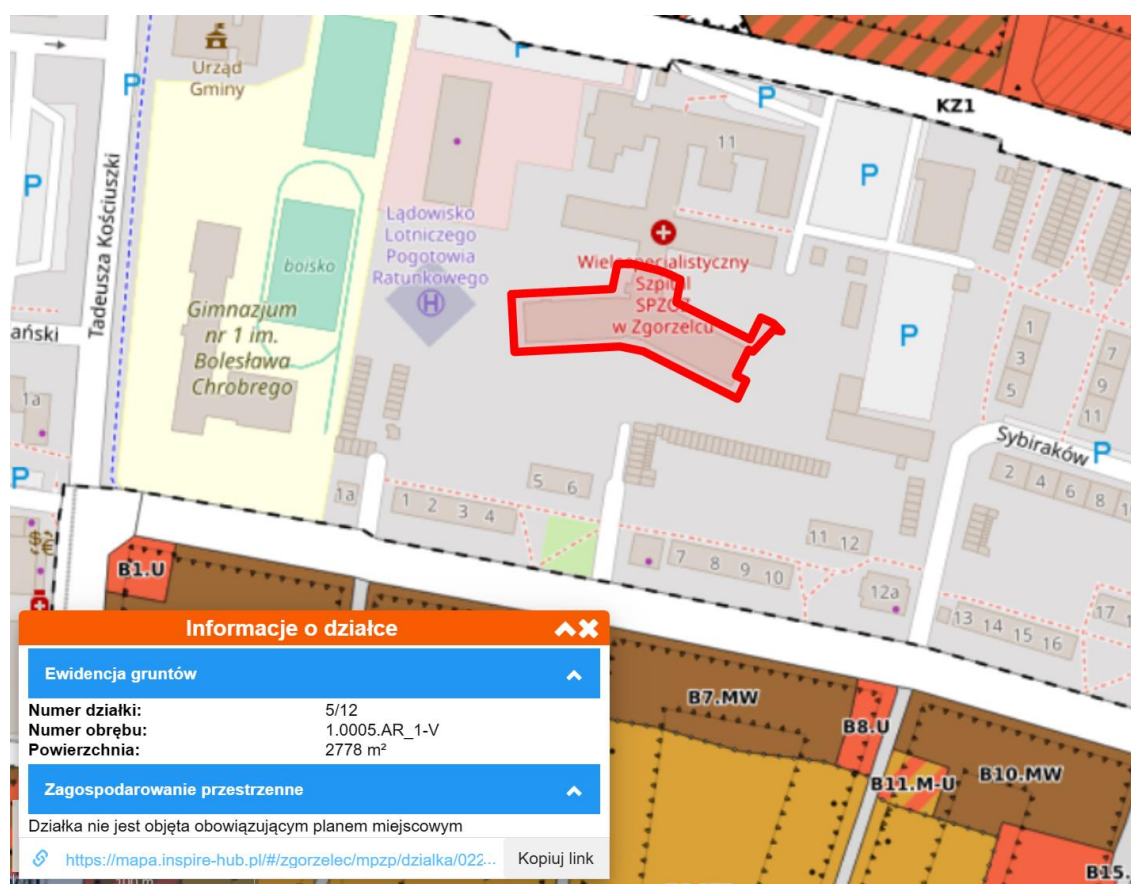 Urząd
Gminy
P
P
P
P
P
P
P
P
KZ1
11
Tadeusza Kościuszki
Lądowisko
Lotniczego
Pogotowia
Ratunkowego
H
boisko
Wielospecjalistyczny
Szpital
SPZOZ
w Zgorzelcu
Gimnazjum
nr 1 im.
Bolesława
Chrobrego
ański
1a
1
3
5
7
9
11
Sybiraków
2 4 6 8
1a
1 2 3 4
5 6
7 8 9 10
11 12
12a
13 14 15 16
17
B1.U
B7.MW
B8.U
B11.M-U
B10.MW
B15.
Informacje o działce
Ewidencja gruntów
Numer działki: 5/12
Numer obrębu: 1.0005.AR_1-V
Powierzchnia: 2778 m²
Zagospodarowanie przestrzenne
Działka nie jest objęta obowiązującym planem miejscowym
https://mapa.inspire-hub.pl/#/zgorzelec/mpzp/dzialka/022... Kopiuj link